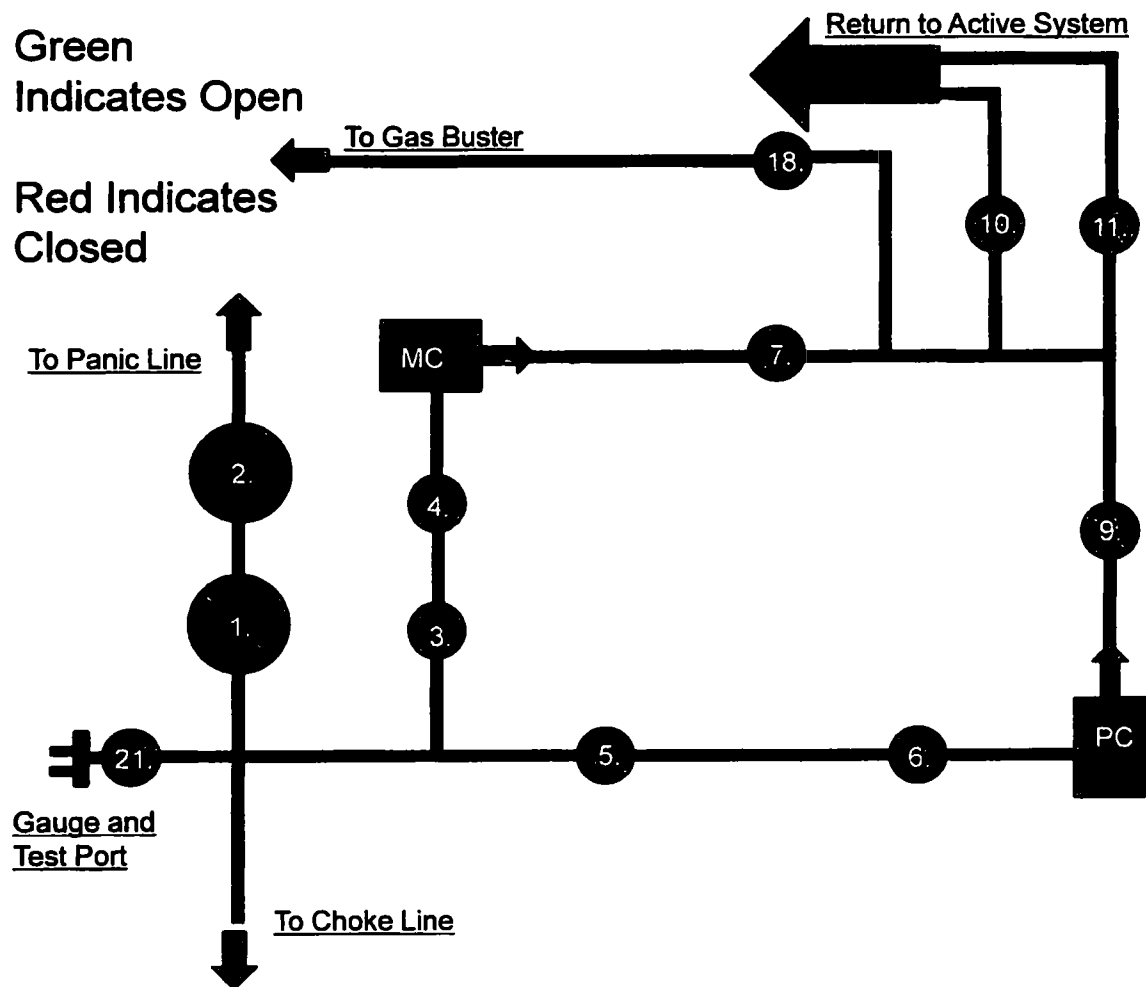 Green
Indicates Open
Return to Active System
To Gas Buster
18.
Red Indicates
Closed
10.
11.
To Panic Line
MC
7.
2.
4.
9.
1.
3.
21.
5.
6.
PC
Gauge and
Test Port
To Choke Line